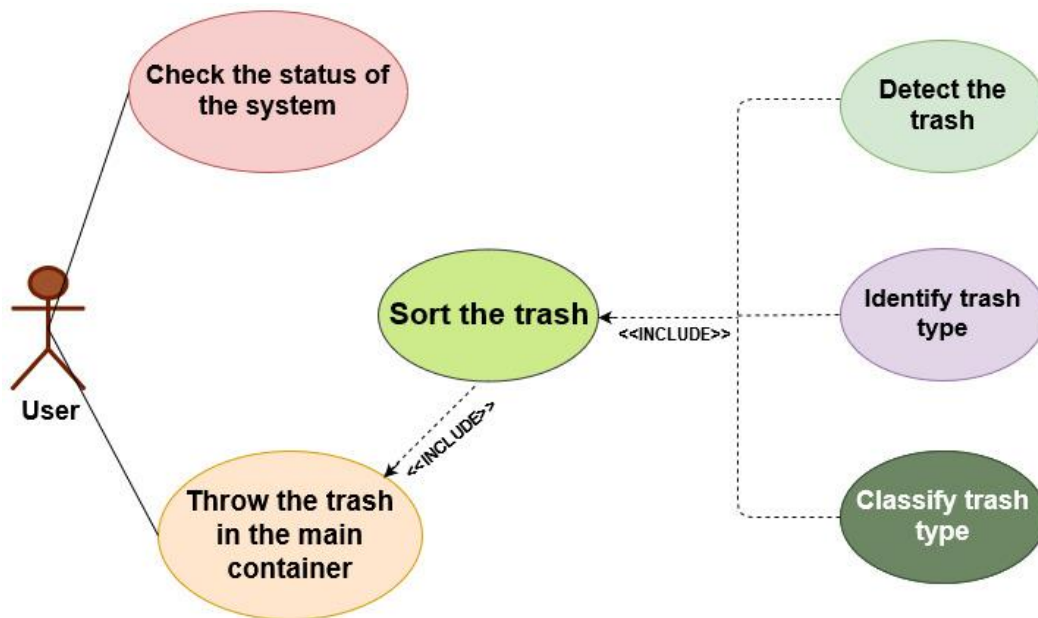 Check the status of
the system
Detect the
trash
Sort the trash
<<INCLUDE>>
Identify trash
type
User
<<INCLUDE>>
Throw the trash
in the main
container
Classify trash
type